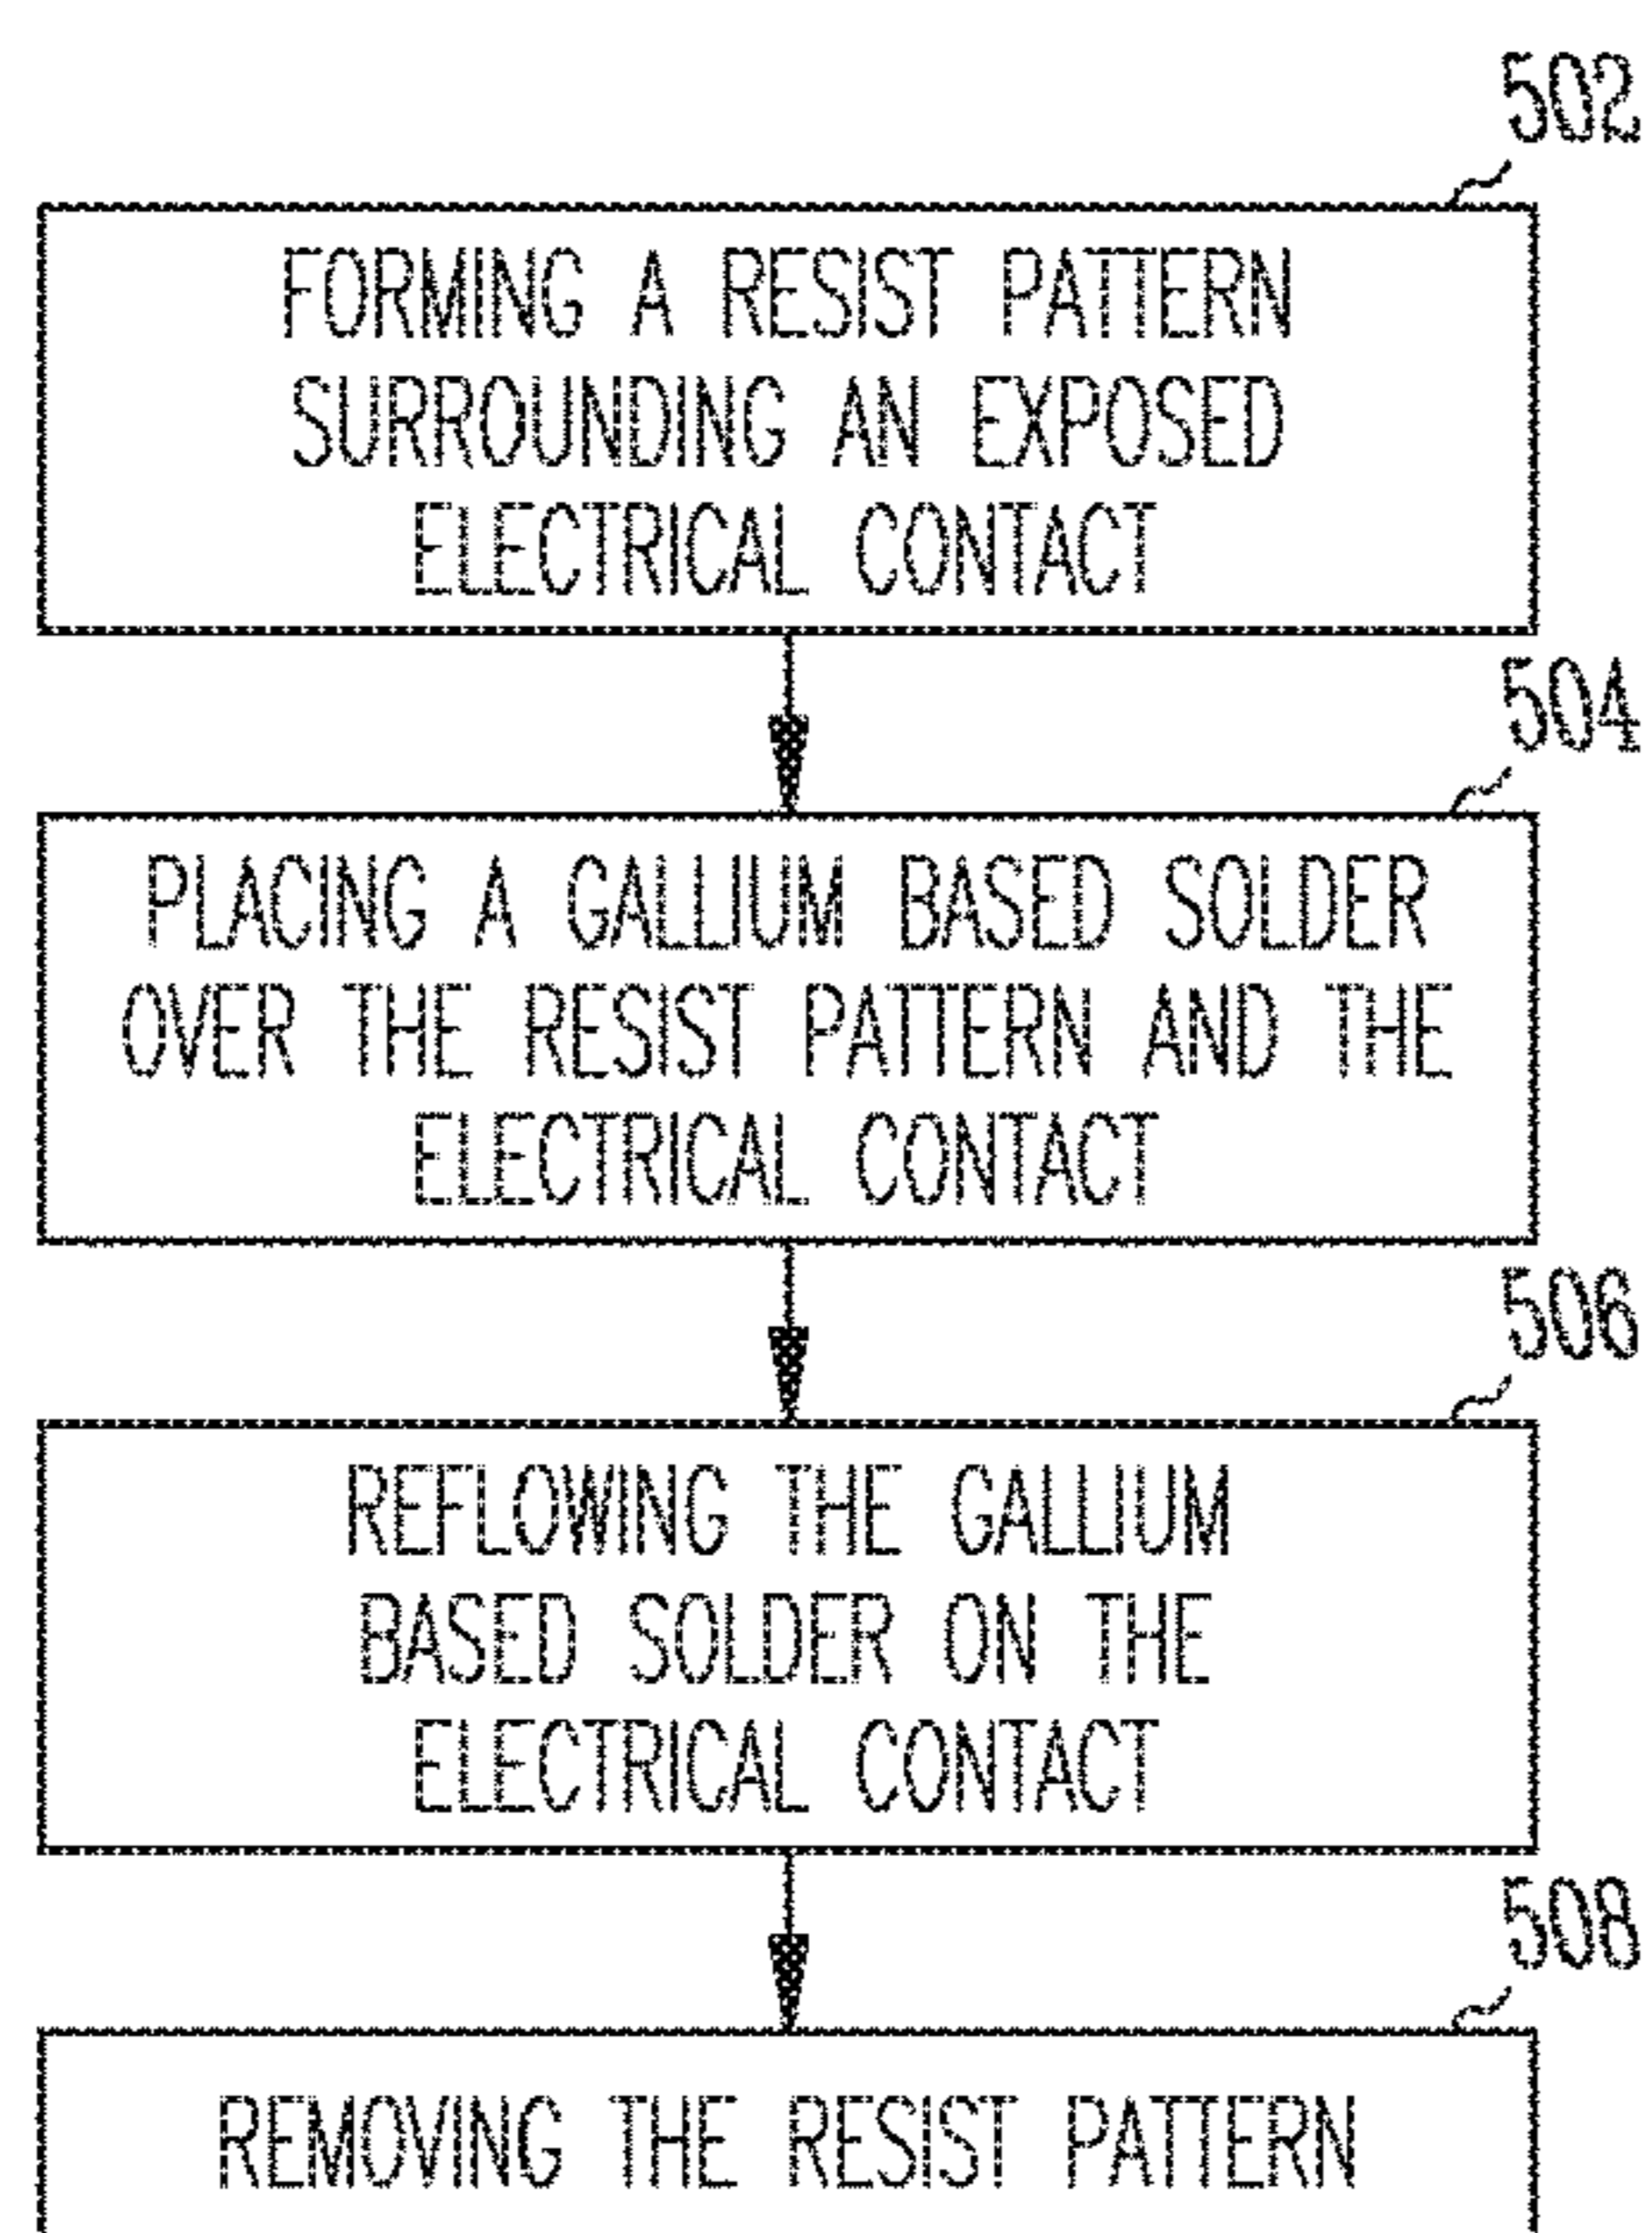 502
FORMING A RESIST PATTERN
SURROUNDING AN EXPOSED
ELECTRICAL CONTACT
504
PLACING A GALLIUM BASED SOLDER
OVER THE RESIST PATTERN AND THE
ELECTRICAL CONTACT
506
REFLOWING THE GALLIUM
BASED SOLDER ON THE
ELECTRICAL CONTACT
508
REMOVING THE RESIST PATTERN